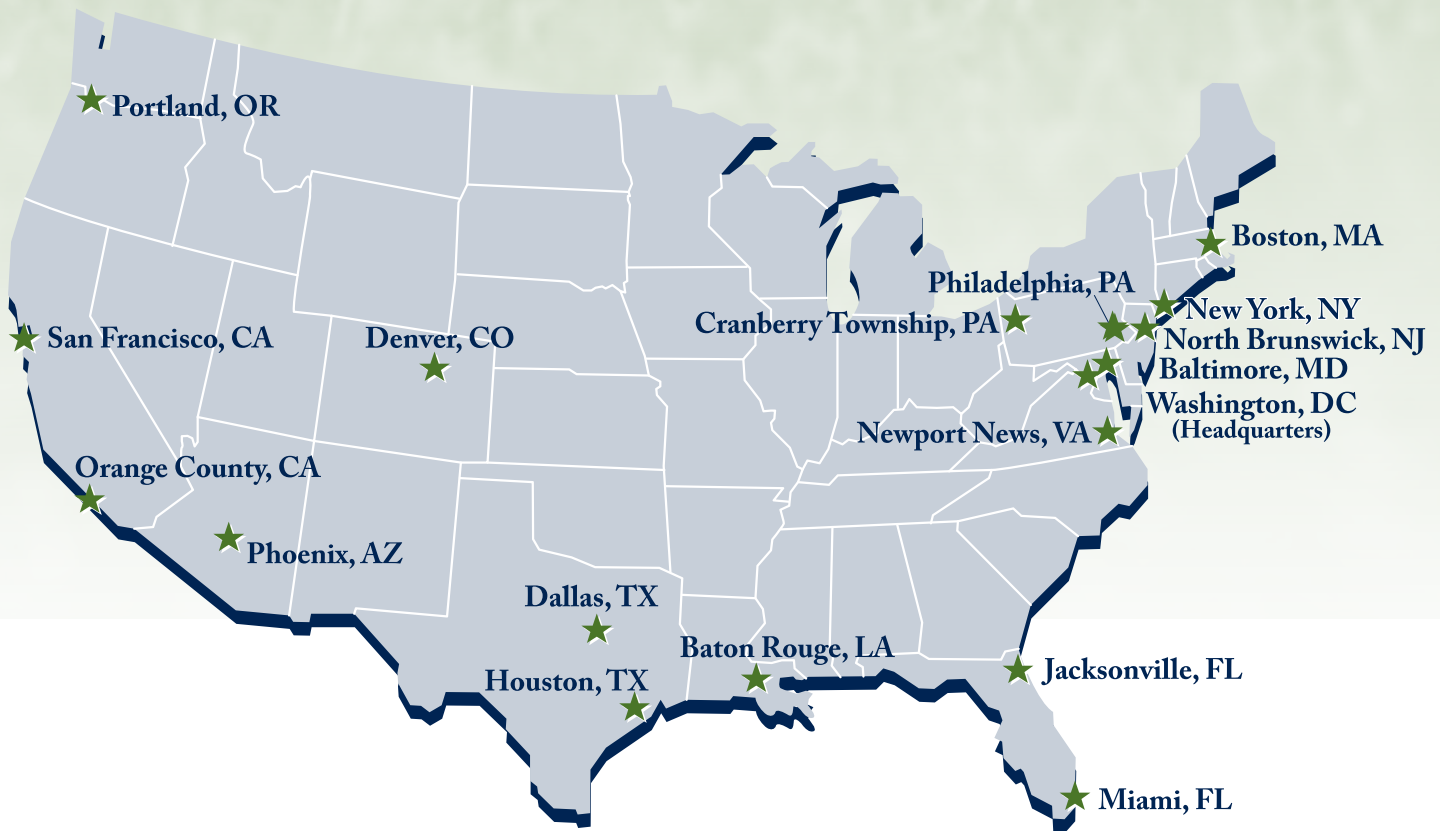 Portland, OR
Boston, MA
Philadelphia, PA
New York, NY
Cranberry Township, PA
San Francisco, CA
Denver, CO
North Brunswick, NJ
Baltimore, MD
Washington, DC
(Headquarters)
Newport News, VA
Orange County, CA
Phoenix, AZ
Dallas, TX
Baton Rouge, LA
Houston, TX
Jacksonville, FL
Miami, FL